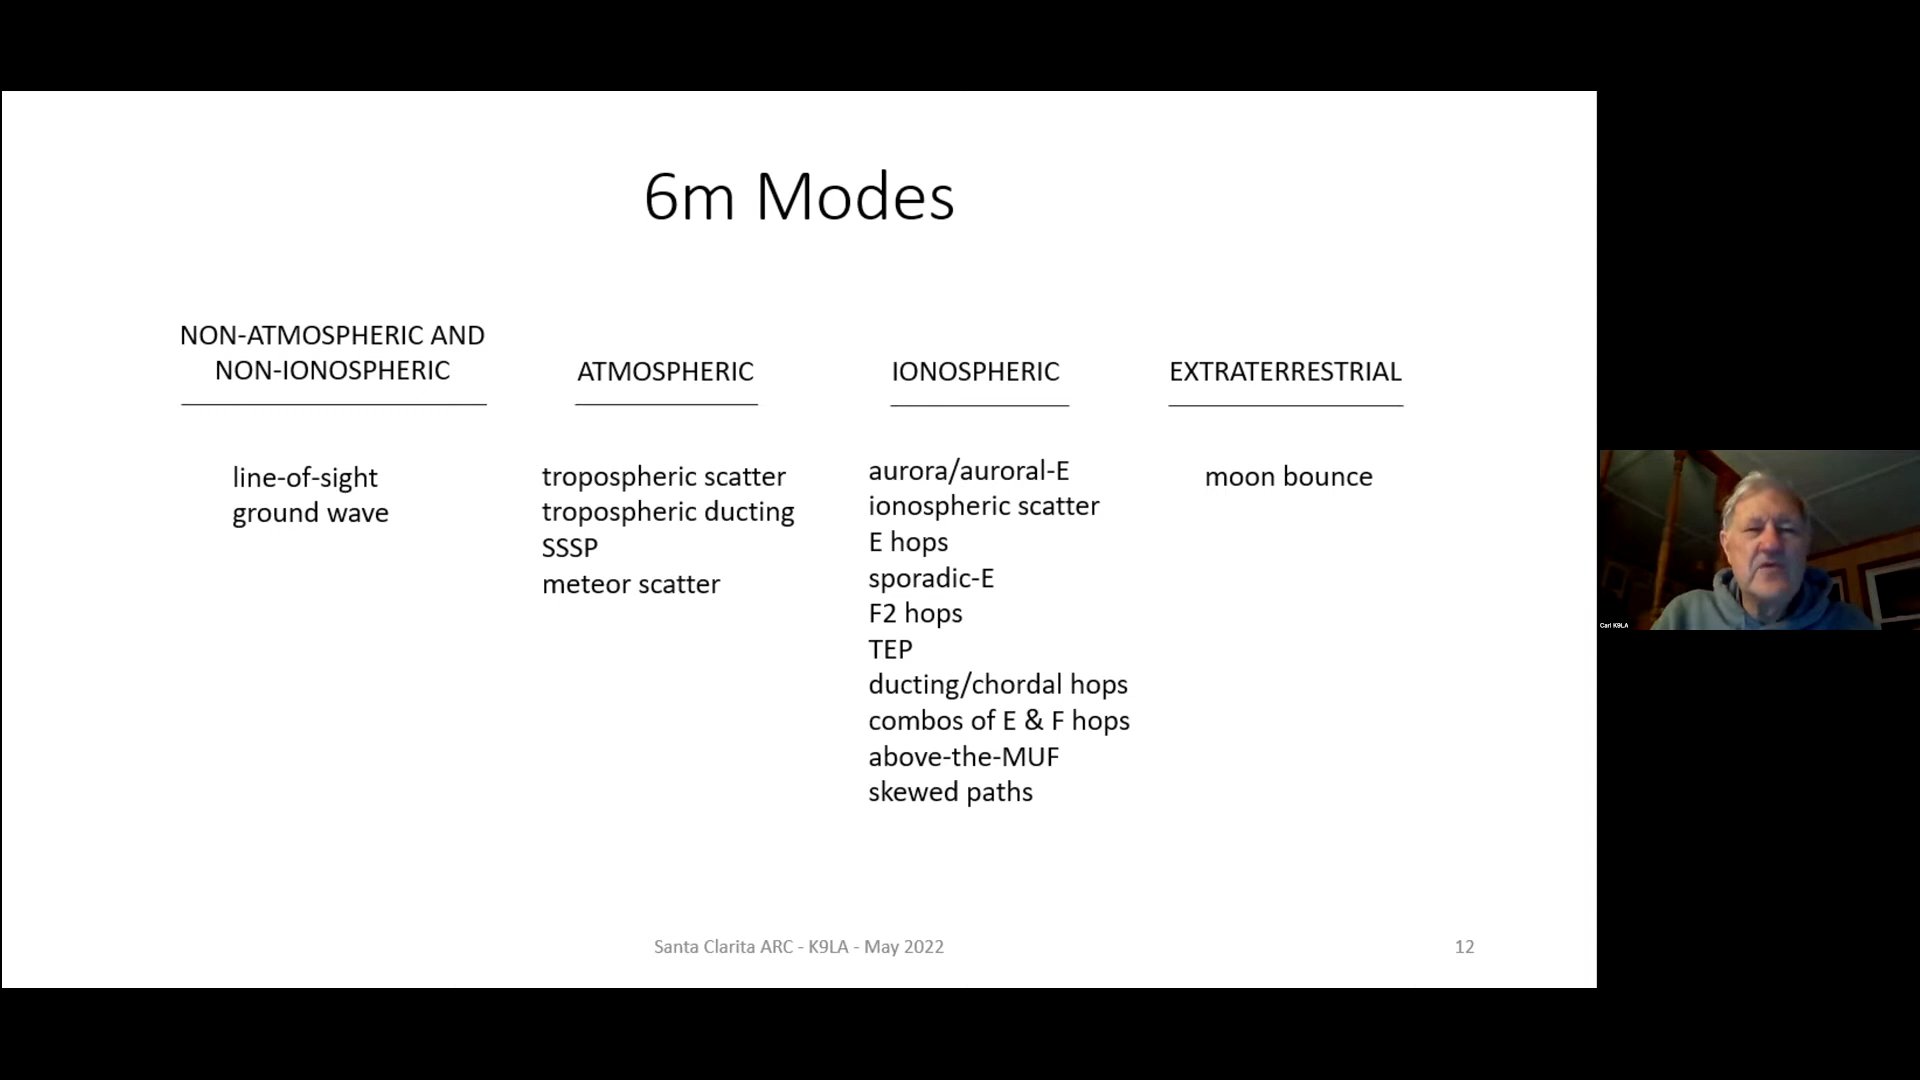 6m Modes
NON-ATMOSPHERIC AND
NON-IONOSPHERIC
line-of-sight
ground wave
ATMOSPHERIC
tropospheric scatter
tropospheric ducting
SSSP
meteor scatter
IONOSPHERIC
aurora/auroral-E
ionospheric scatter
E hops
sporadic-E
F2 hops
TEP
ducting/chordal hops
combos of E & F hops
above-the-MUF
skewed paths
EXTRATERRESTRIAL
moon bounce
Santa Clarita ARC - K9LA - May 2022
12
Carl K9LA